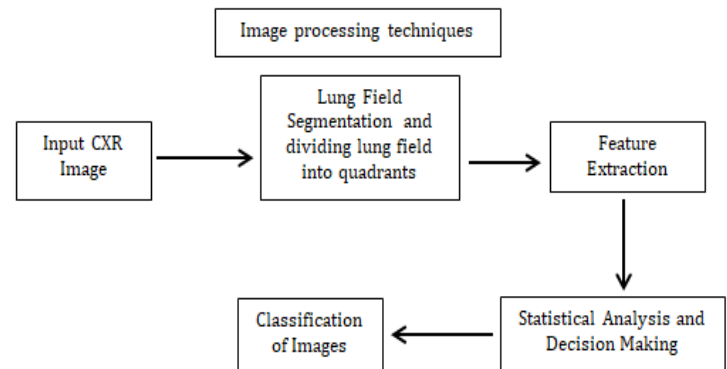 Image processing techniques
Input CXR
Image
Lung Field
Segmentation and
dividing lung field
into quadrants
Feature
Extraction
Statistical Analysis and
Decision Making
Classification
of Images